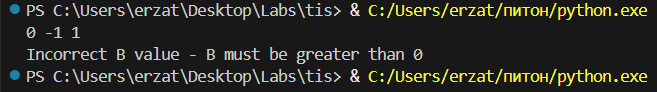 PS C:\Users\erzat\Desktop\Labs\tis> & C:/Users/erzat/питон/python.exe
0 -1 1
Incorrect B value - B must be greater than 0
PS C:\Users\erzat\Desktop\Labs\tis> & C:/Users/erzat/питон/python.exe